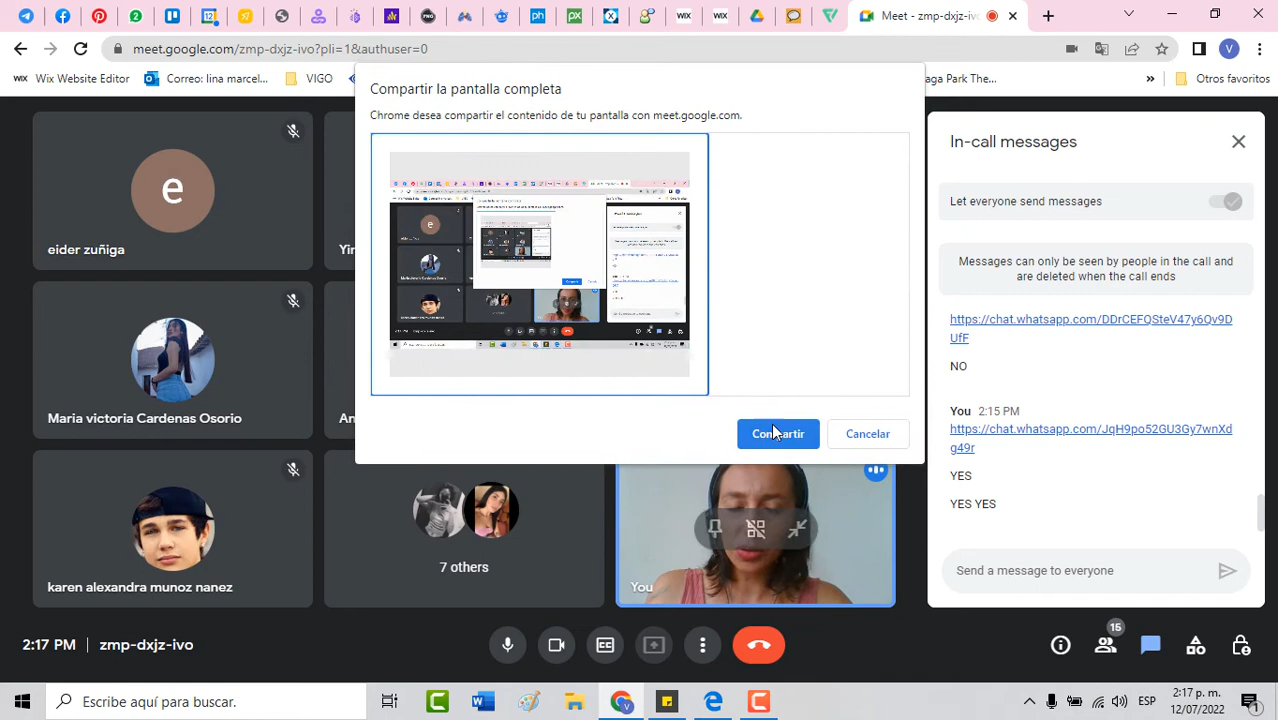 Meet - zmp-dxjz-ivo
meet.google.com/zmp-dxjz-ivo?pli=1&authuser=0
Wix Website Editor
Correo: lina marcel...
VIGO
aga Park The...
»
Otros favoritos
Compartir la pantalla completa
Chrome desea compartir el contenido de tu pantalla con meet.google.com.
Compartir
Cancelar
e
eider zuñiga
Yir
Maria victoria Cardenas Osorio
An
karen alexandra munoz nanez
7 others
You
In-call messages
Let everyone send messages
Messages can only be seen by people in the call and
are deleted when the call ends
https://chat.whatsapp.com/DDrCEFQSteV47y6Qv9D
UfF
NO
You 2:15 PM
https://chat.whatsapp.com/JqH9po52GU3Gy7wnXd
g49r
YES
YES YES
Send a message to everyone
2:17 PM | zmp-dxjz-ivo
15
Escribe aquí para buscar.
ESP
2:17 p. m.
12/07/2022